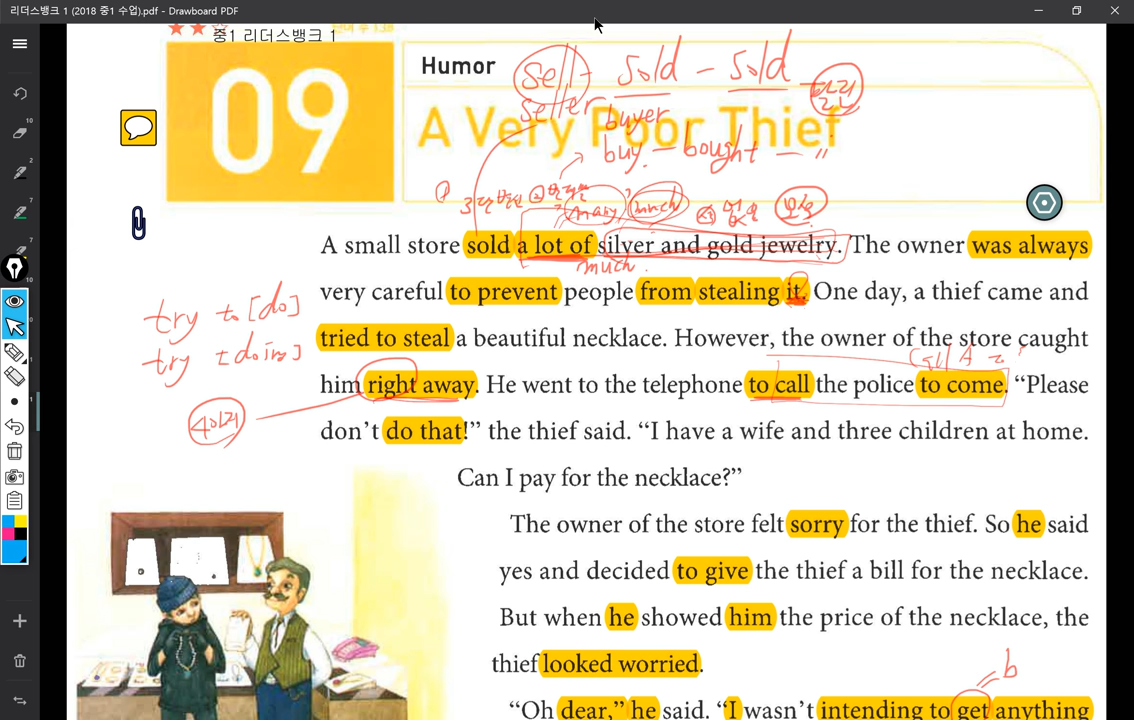 리더스뱅크 1 (2018 중1 수업).pdf - Drawboard PDF
중1 리더스뱅크 1
09
Humor
sell - sold - sold
seller buyer
A Very Poor Thief
buy - bought - "
①
many, much
A small store sold a lot of silver and gold jewelry. The owner was always
much
very careful to prevent people from stealing it. One day, a thief came and
try to [do]
tried to steal a beautiful necklace. However, the owner of the store caught
try
him right away. He went to the telephone to call the police to come. “Please
don’t do that!” the thief said. “I have a wife and three children at home.
Can I pay for the necklace?”
The owner of the store felt sorry for the thief. So he said
yes and decided to give the thief a bill for the necklace.
But when he showed him the price of the necklace, the
thief looked worried.
b
“Oh dear,” he said. “I wasn’t intending to get anything